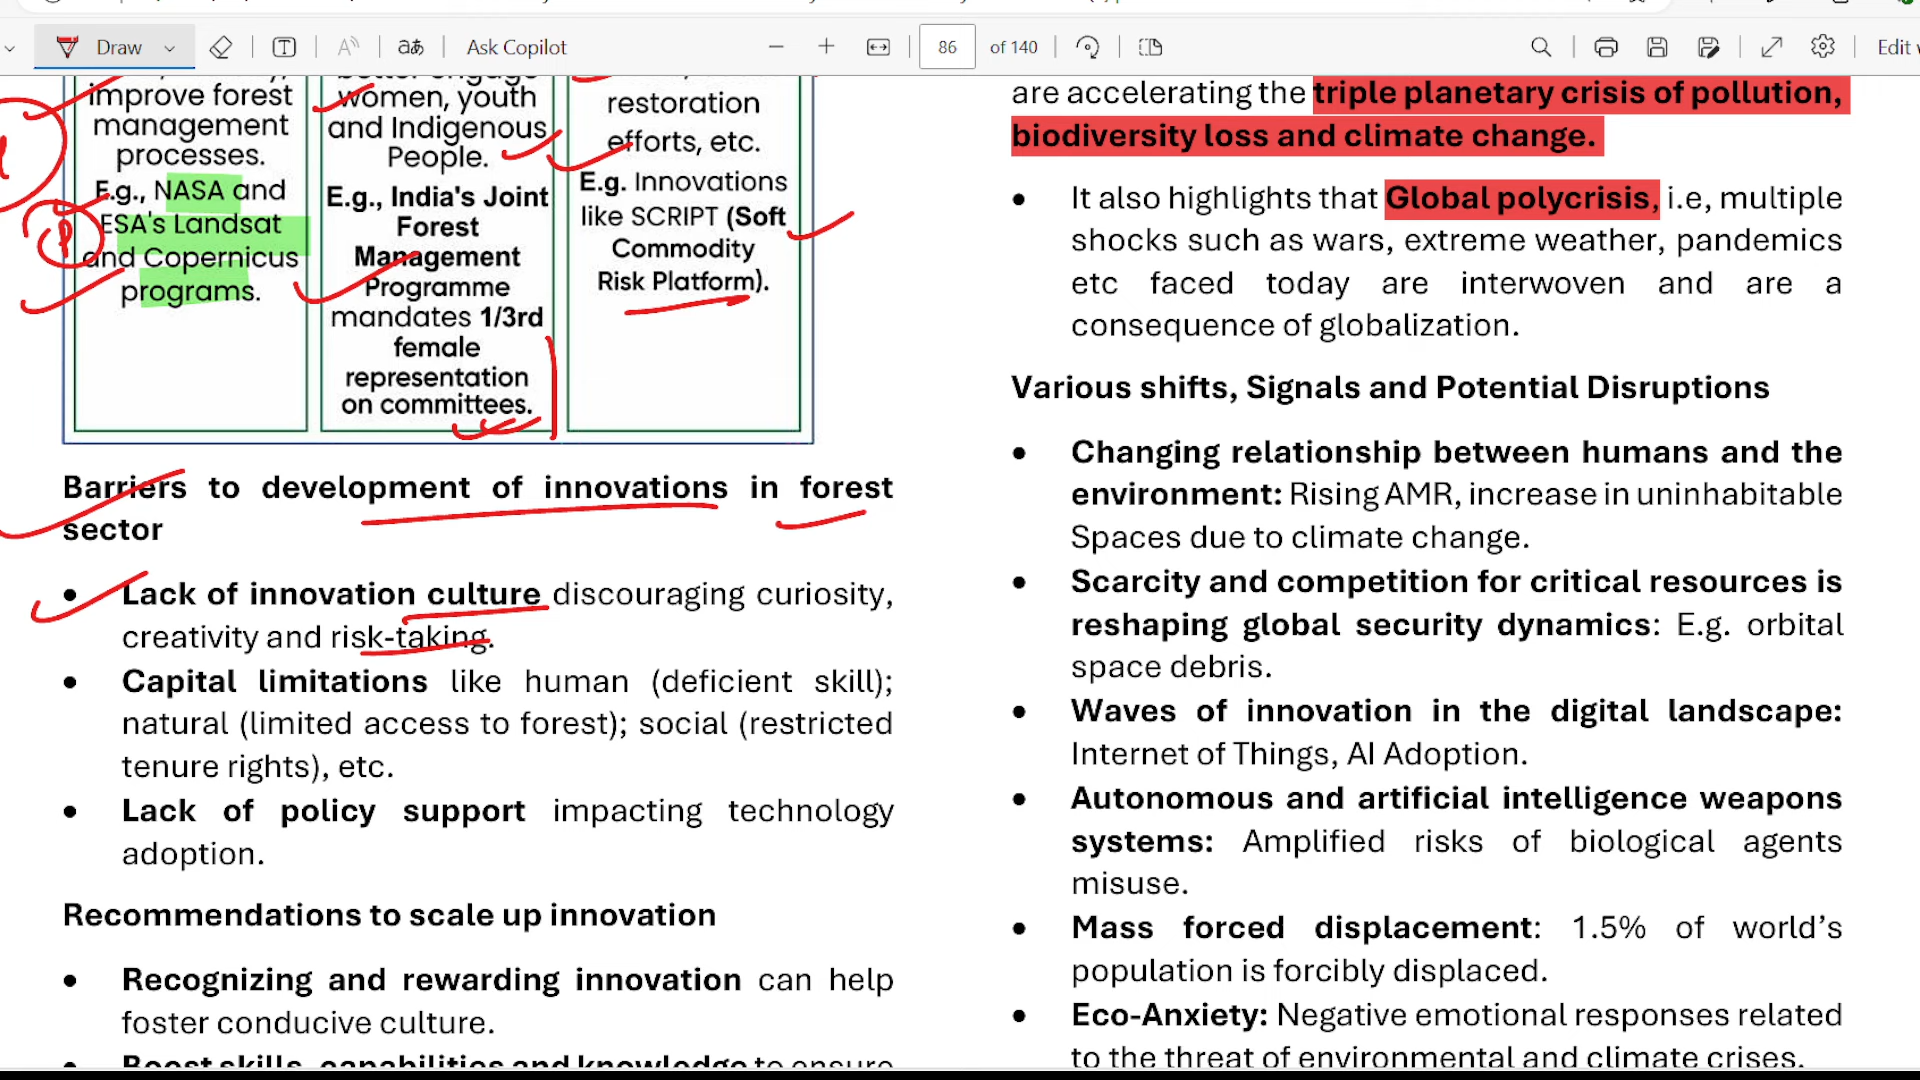 Draw
Ask Copilot
86 of 140
Edit
improve forest
management
processes.
E.g., NASA and
ESA's Landsat
and Copernicus
programs.
better engage
women, youth
and Indigenous
People.
E.g., India's Joint
Forest
Management
Programme
mandates 1/3rd
female
representation
on committees.
restoration
efforts, etc.
E.g. Innovations
like SCRIPT (Soft
Commodity
Risk Platform).
Barriers to development of innovations in forest
sector
• Lack of innovation culture discouraging curiosity,
creativity and risk-taking.
• Capital limitations like human (deficient skill);
natural (limited access to forest); social (restricted
tenure rights), etc.
• Lack of policy support impacting technology
adoption.
Recommendations to scale up innovation
• Recognizing and rewarding innovation can help
foster conducive culture.
• Boost skills, capabilities and knowledge to ensure
are accelerating the triple planetary crisis of pollution,
biodiversity loss and climate change.
• It also highlights that Global polycrisis, i.e, multiple
shocks such as wars, extreme weather, pandemics
etc faced today are interwoven and are a
consequence of globalization.
Various shifts, Signals and Potential Disruptions
• Changing relationship between humans and the
environment: Rising AMR, increase in uninhabitable
Spaces due to climate change.
• Scarcity and competition for critical resources is
reshaping global security dynamics: E.g. orbital
space debris.
• Waves of innovation in the digital landscape:
Internet of Things, AI Adoption.
• Autonomous and artificial intelligence weapons
systems: Amplified risks of biological agents
misuse.
• Mass forced displacement: 1.5% of world’s
population is forcibly displaced.
• Eco-Anxiety: Negative emotional responses related
to the threat of environmental and climate crises.